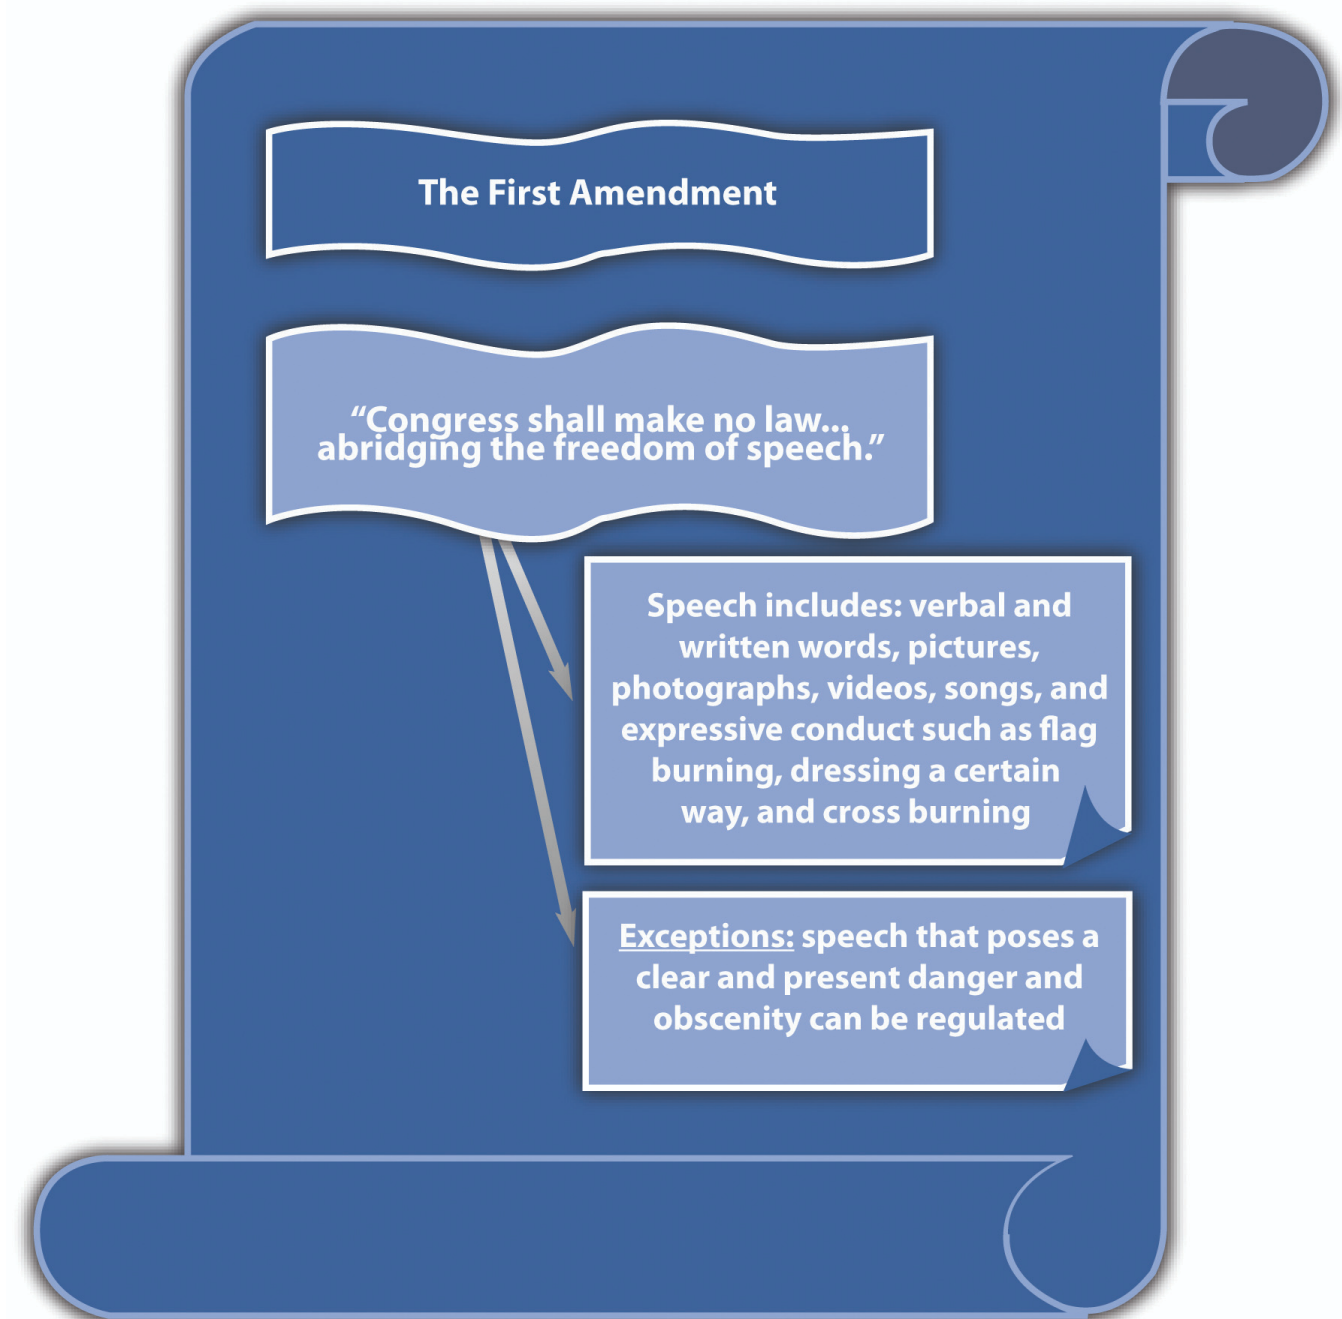 The First Amendment
“Congress shall make no law...
abridging the freedom of speech.”
Speech includes: verbal and
written words, pictures,
photographs, videos, songs, and
expressive conduct such as flag
burning, dressing a certain
way, and cross burning
Exceptions: speech that poses a
clear and present danger and
obscenity can be regulated